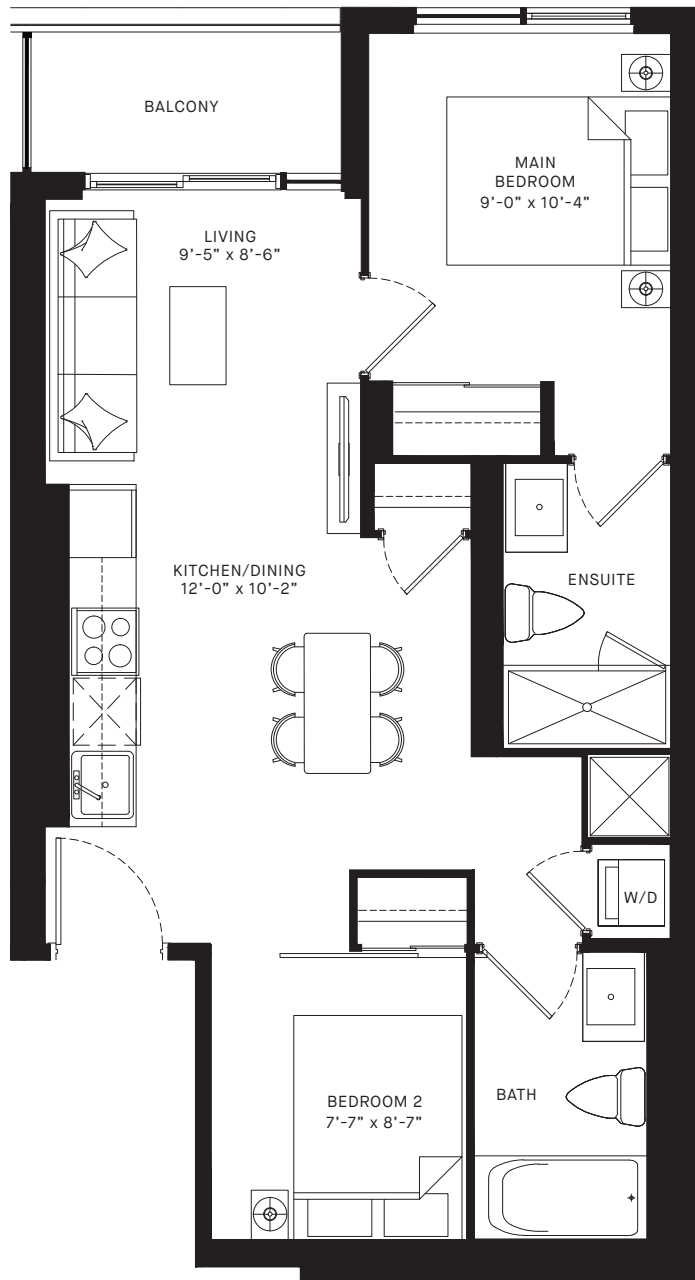 BALCONY
MAIN
BEDROOM
9’-0” x 10’-4”
LIVING
9’-5” x 8’-6”
KITCHEN/DINING
12’-0” x 10’-2”
ENSUITE
W/D
BEDROOM 2
7’-7” x 8’-7”
BATH